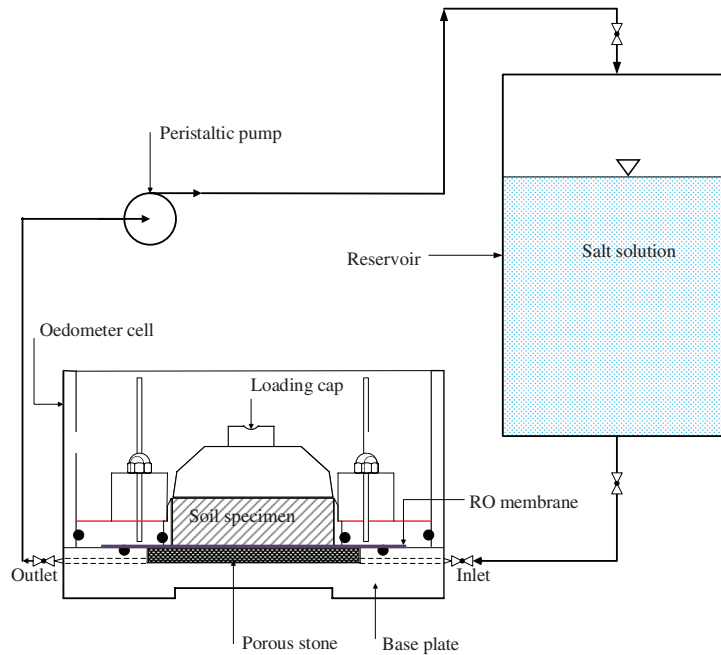 Peristaltic pump
Salt solution
Reservoir
Oedometer cell
Loading cap
RO membrane
Soil specimen
Outlet
Inlet
Porous stone
Base plate